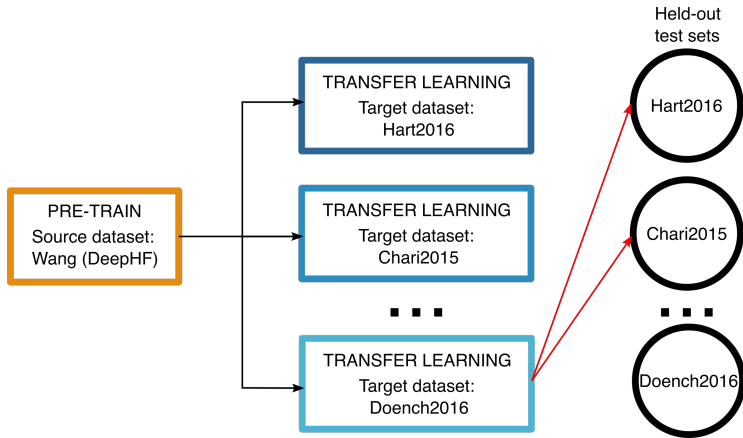 Held-out
test sets
TRANSFER LEARNING
Target dataset:
Hart2016
Hart2016
PRE-TRAIN
Source dataset:
Wang (DeepHF)
TRANSFER LEARNING
Target dataset:
Chari2015
Chari2015
TRANSFER LEARNING
Target dataset:
Doench2016
Doench2016